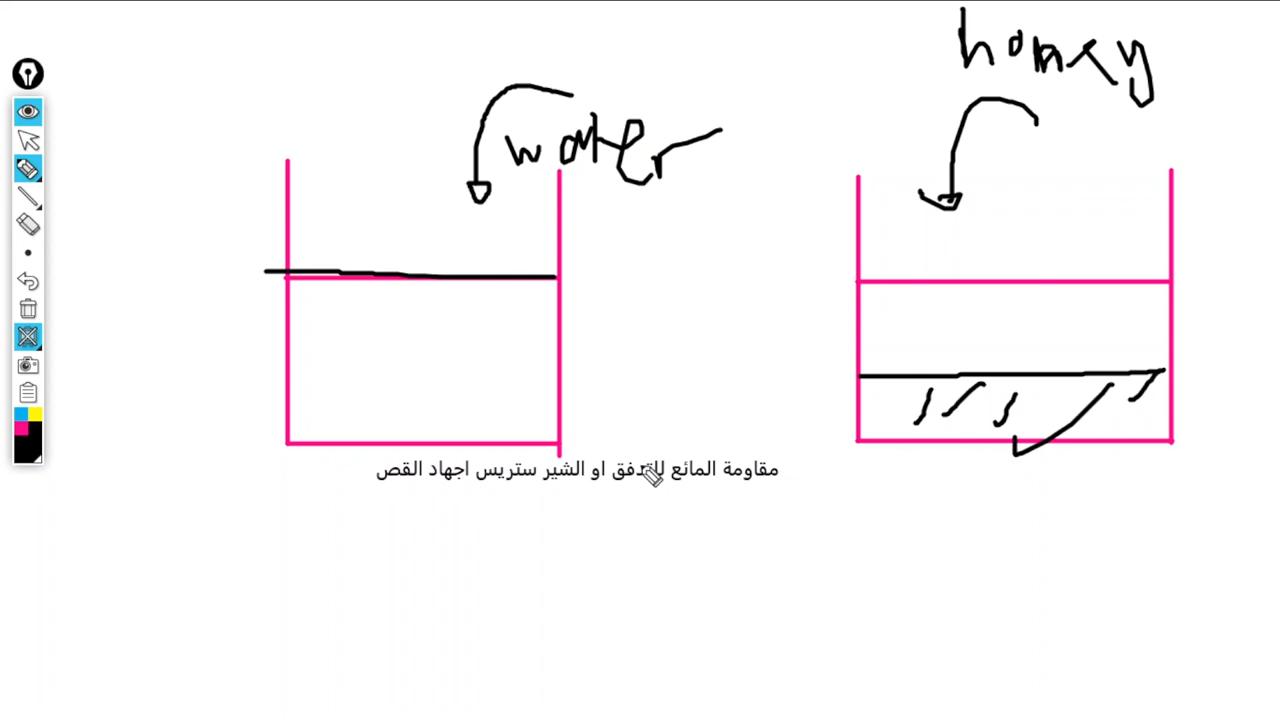 honey
water
مقاومة المائع للتدفق او الشير ستريس اجهاد القص